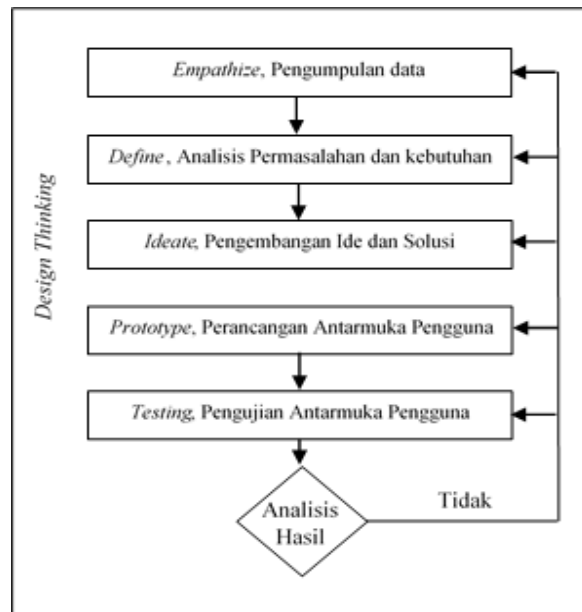 Empathize, Pengumpulan data
Define, Analisis Permasalahan dan kebutuhan
Ideate, Pengembangan Ide dan Solusi
Design Thinking
Prototype, Perancangan Antarmuka Pengguna
Testing, Pengujian Antarmuka Pengguna
Analisis
Hasil
Tidak